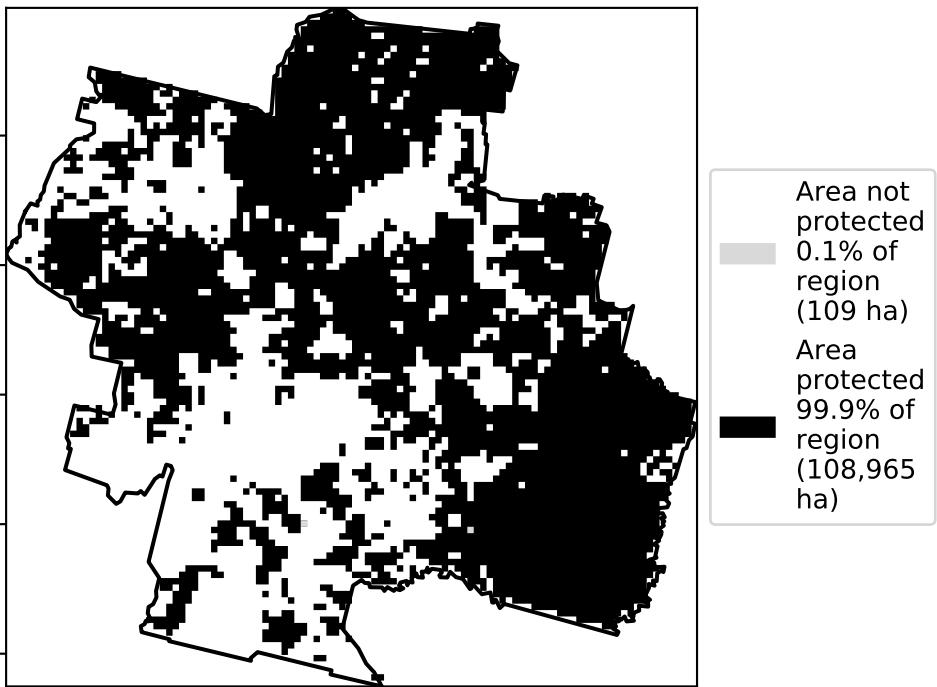 Area not
protected
0.1% of
region
(109 ha)
Area
protected
99.9% of
region
(108,965
ha)